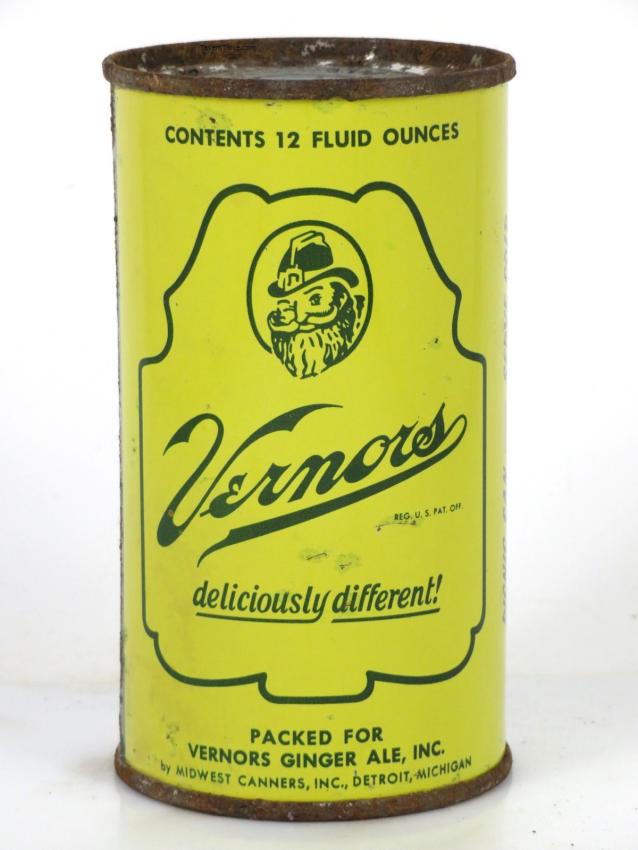 CONTENTS 12 FLUID OUNCES
Vernors
REG. U. S. PAT. OFF.
deliciously different!
PACKED FOR
VERNORS GINGER ALE, INC.
by MIDWEST CANNERS, INC., DETROIT, MICHIGAN